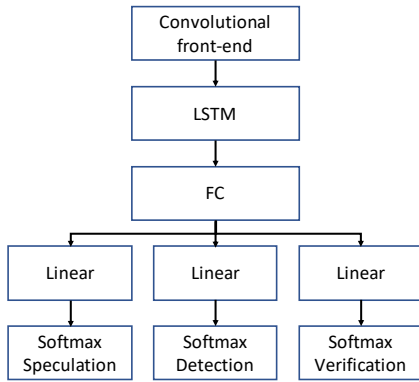 Convolutional
front-end
LSTM
FC
Linear
Linear
Linear
Softmax
Speculation
Softmax
Detection
Softmax
Verification